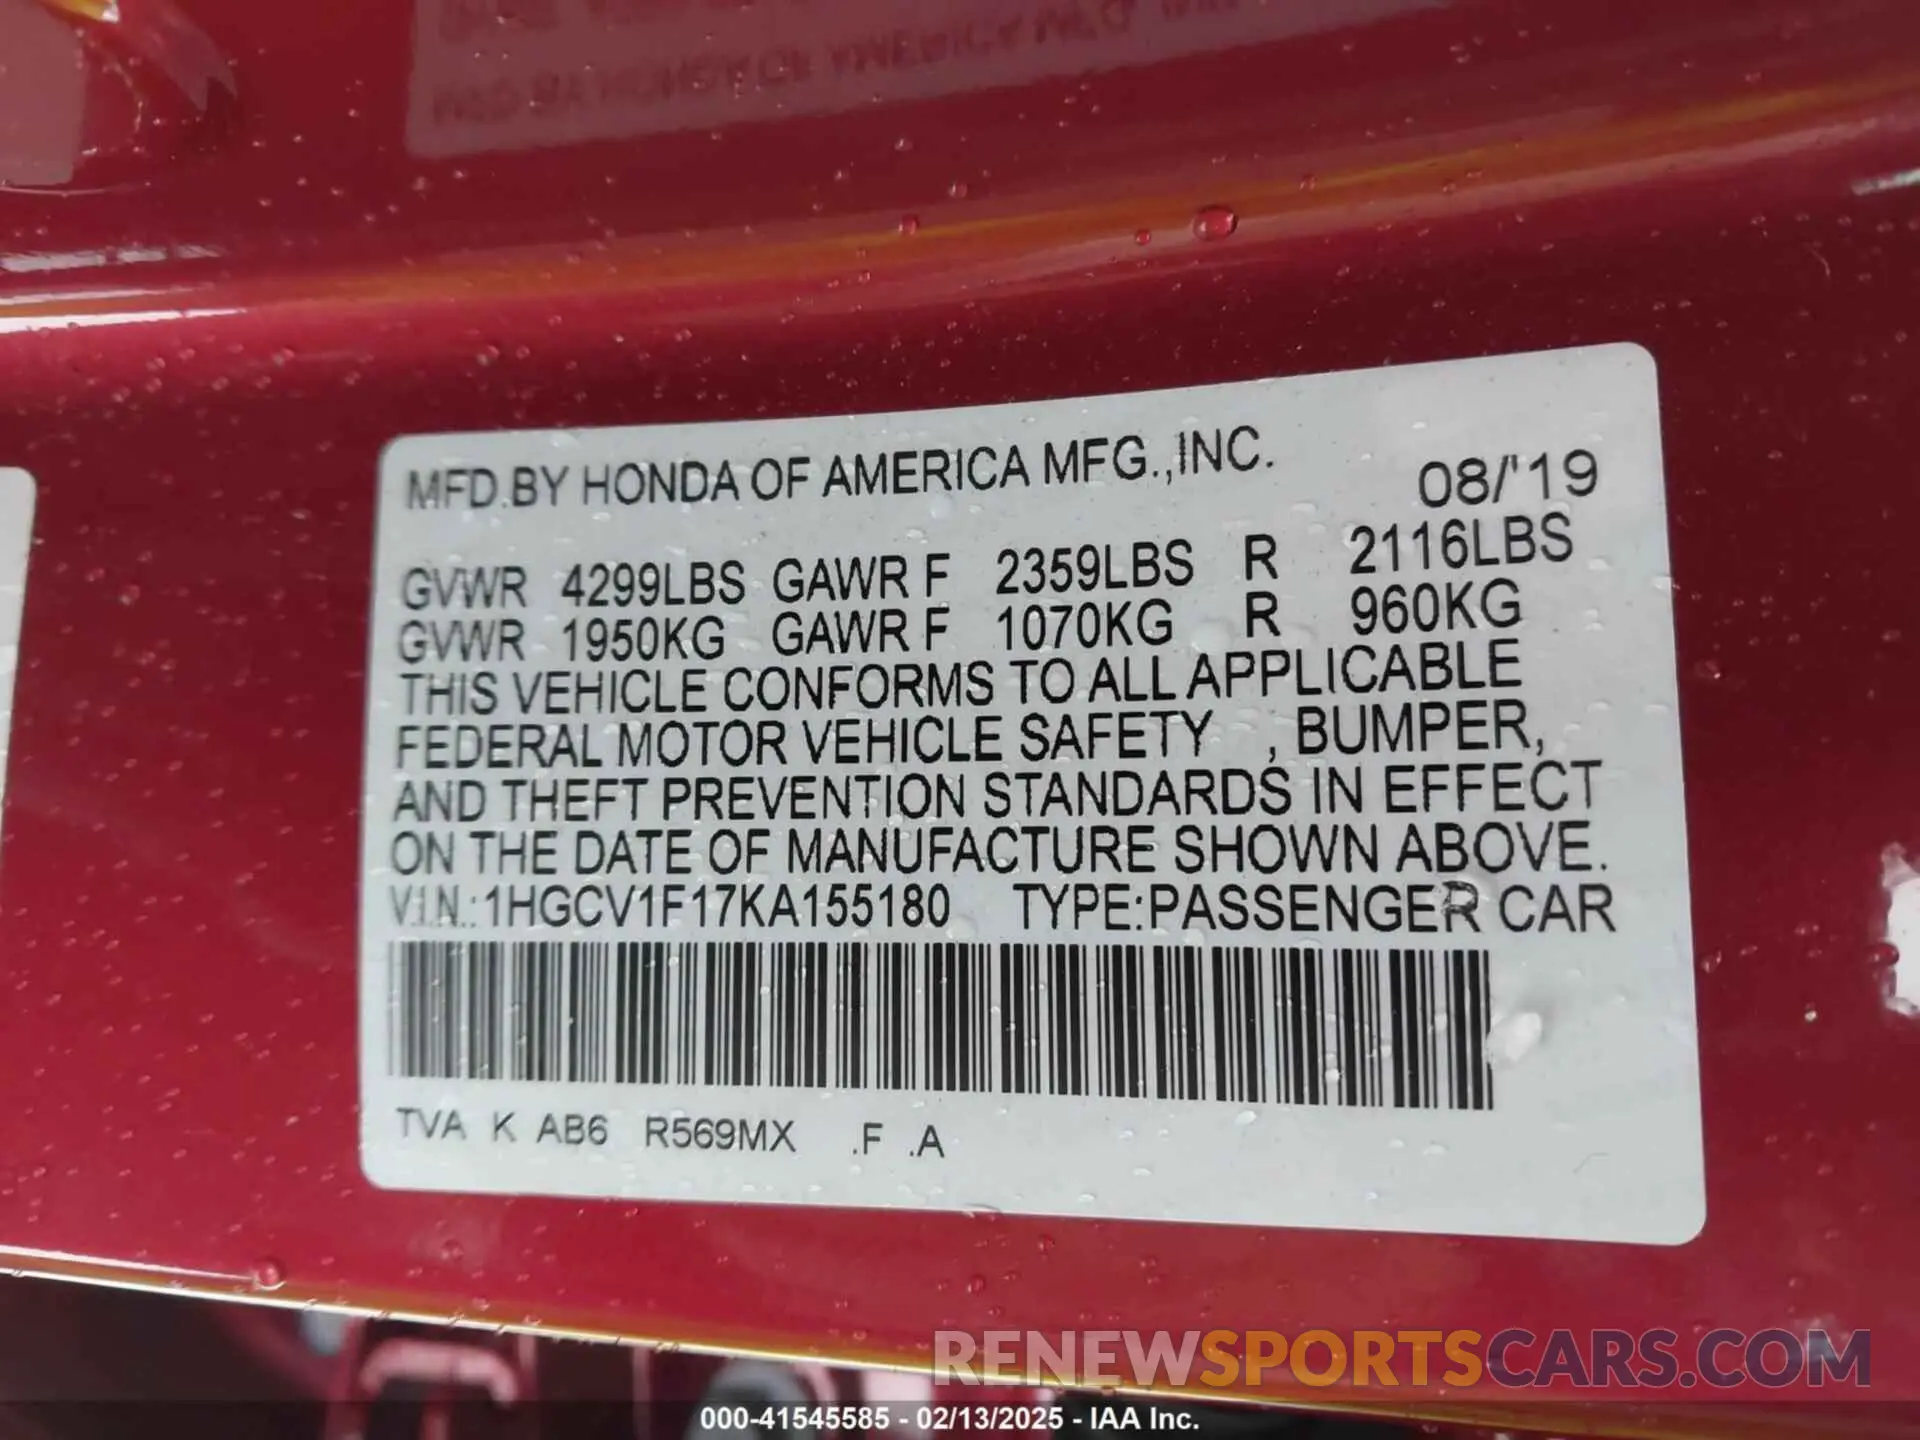 MFD.BY HONDA OF AMERICA MFG.,INC. 08/'19
GVWR 4299LBS GAWR F 2359LBS R 2116LBS
GVWR 1950KG GAWR F 1070KG R 960KG
THIS VEHICLE CONFORMS TO ALL APPLICABLE
FEDERAL MOTOR VEHICLE SAFETY , BUMPER,
AND THEFT PREVENTION STANDARDS IN EFFECT
ON THE DATE OF MANUFACTURE SHOWN ABOVE.
V.I.N.:1HGCV1F17KA155180 TYPE:PASSENGER CAR
TVA K AB6 R569MX .F .A
RENEWSPORTSCARS.COM
000-41545585 - 02/13/2025 - IAA Inc.